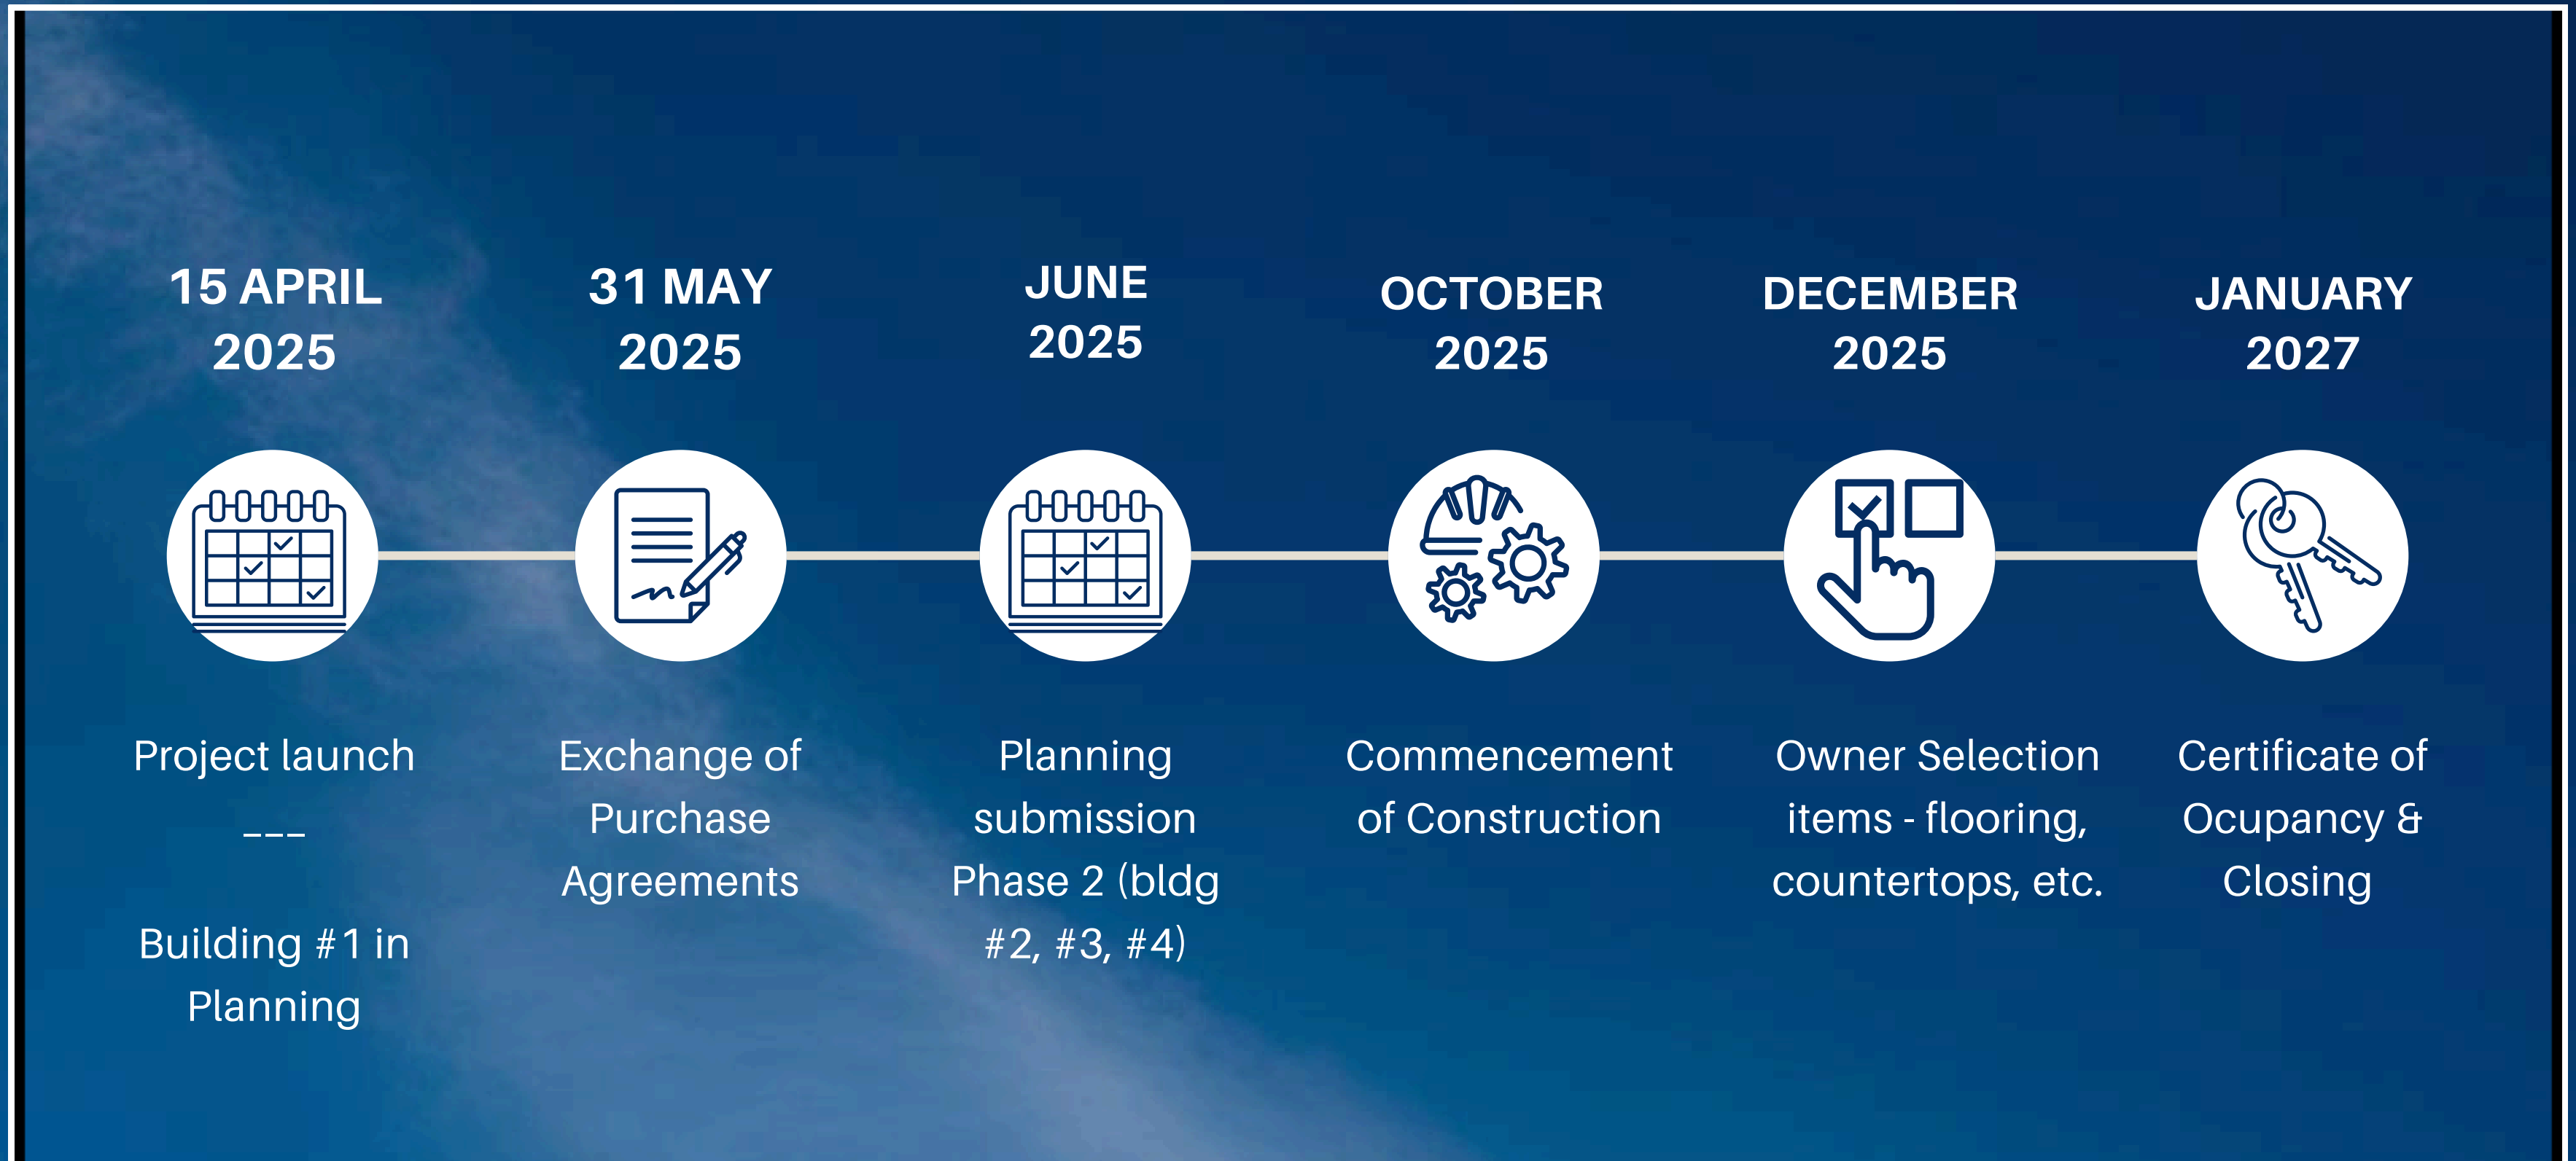 15 APRIL
2025
31 MAY
2025
JUNE
2025
OCTOBER
2025
DECEMBER
2025
JANUARY
2027
Project launch
---
Building #1 in
Planning
Exchange of
Purchase
Agreements
Planning
submission
Phase 2 (bldg
#2, #3, #4)
Commencement
of Construction
Owner Selection
items - flooring,
countertops, etc.
Certificate of
Ocupancy &
Closing